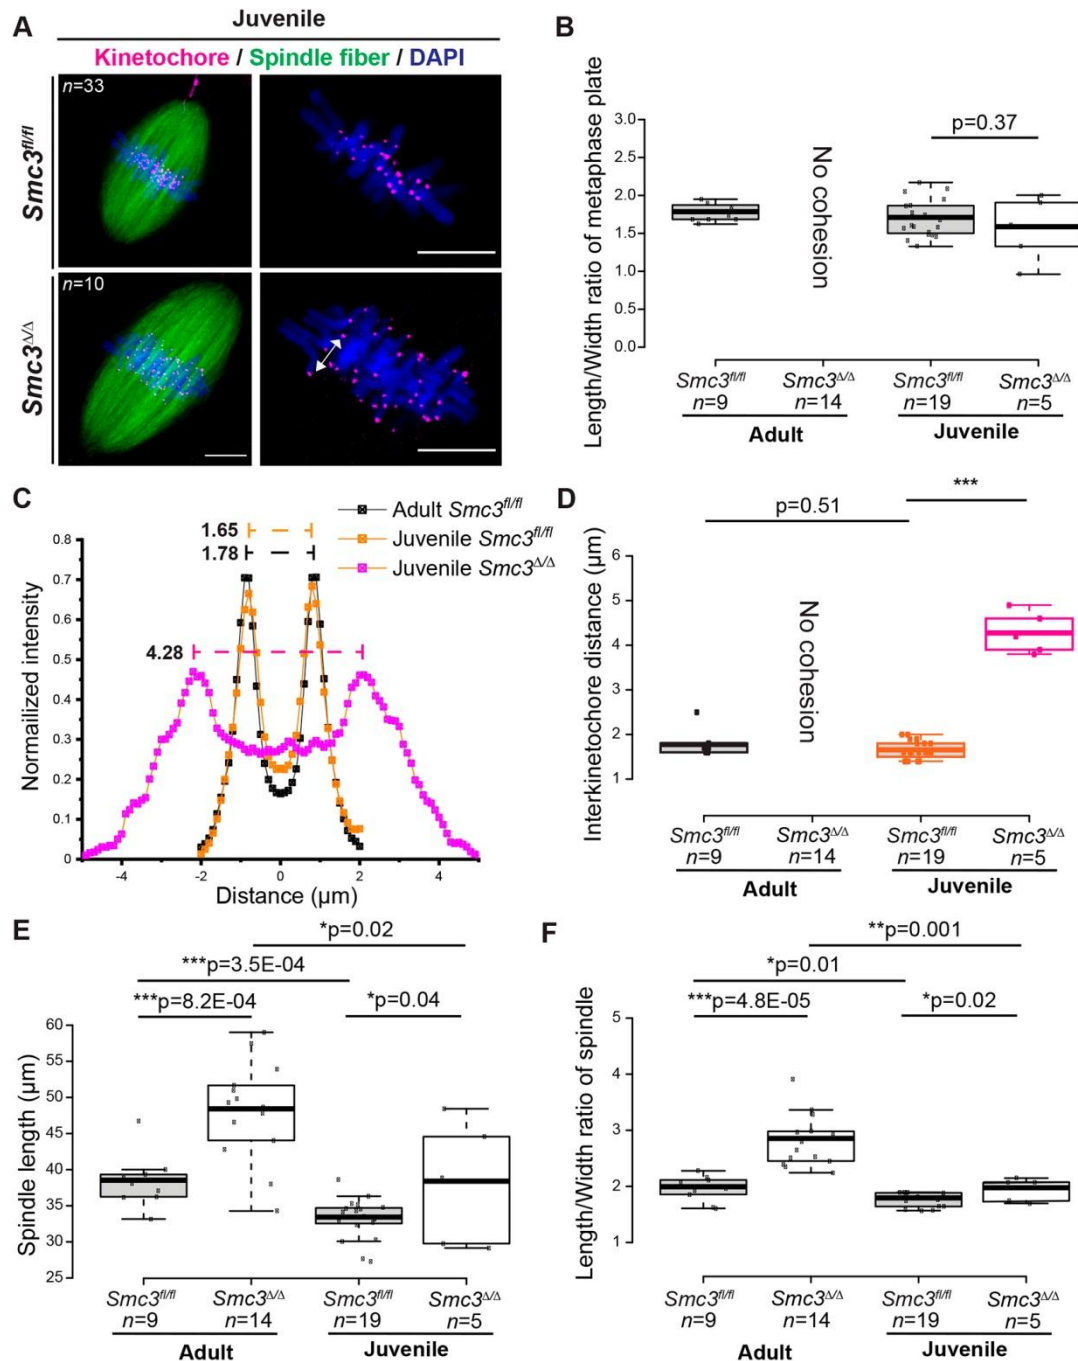 A
Juvenile
Kinetochore / Spindle fiber / DAPI
Smc3fl/fl
n=33
Smc3Δ/Δ
n=10
B
Length/Width ratio of metaphase plate
3.0
2.5
2.0
1.5
1.0
0.5
0.0
p=0.37
No cohesion
Smc3fl/fl Smc3Δ/Δ Smc3fl/fl Smc3Δ/Δ
n=9 n=14 n=19 n=5
Adult Juvenile
C
Adult Smc3fl/fl
Juvenile Smc3fl/fl
Juvenile Smc3Δ/Δ
1.65
1.78
4.28
Normalized intensity
0.8
0.7
0.6
0.5
0.4
0.3
0.2
0.1
0
-4 -2 0 2 4
Distance (µm)
D
Interkinetochore distance (µm)
6
5
4
3
2
1
p=0.51
***
No cohesion
Smc3fl/fl Smc3Δ/Δ Smc3fl/fl Smc3Δ/Δ
n=9 n=14 n=19 n=5
Adult Juvenile
E
Spindle length (µm)
60
55
50
45
40
35
30
25
*p=0.02
***p=3.5E-04
***p=8.2E-04
*p=0.04
Smc3fl/fl Smc3Δ/Δ Smc3fl/fl Smc3Δ/Δ
n=9 n=14 n=19 n=5
Adult Juvenile
F
Length/Width ratio of spindle
5
4
3
2
1
**p=0.001
*p=0.01
***p=4.8E-05
*p=0.02
Smc3fl/fl Smc3Δ/Δ Smc3fl/fl Smc3Δ/Δ
n=9 n=14 n=19 n=5
Adult Juvenile